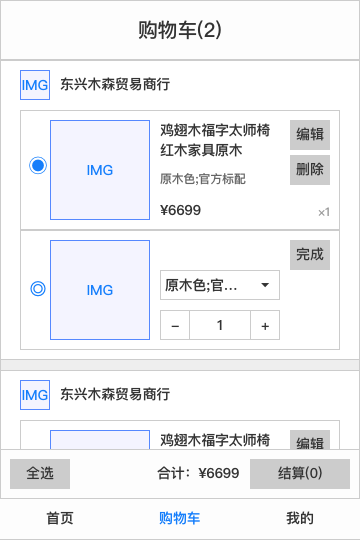 购物车(2)
IMG 东兴木森贸易商行
IMG
鸡翅木福字太师椅
红木家具原木
原木色;官方标配
¥6699
×1
编辑
删除
IMG
完成
原木色;官...
− 1 +
IMG 东兴木森贸易商行
鸡翅木福字太师椅
编辑
全选 合计：¥6699 结算(0)
首页 购物车 我的